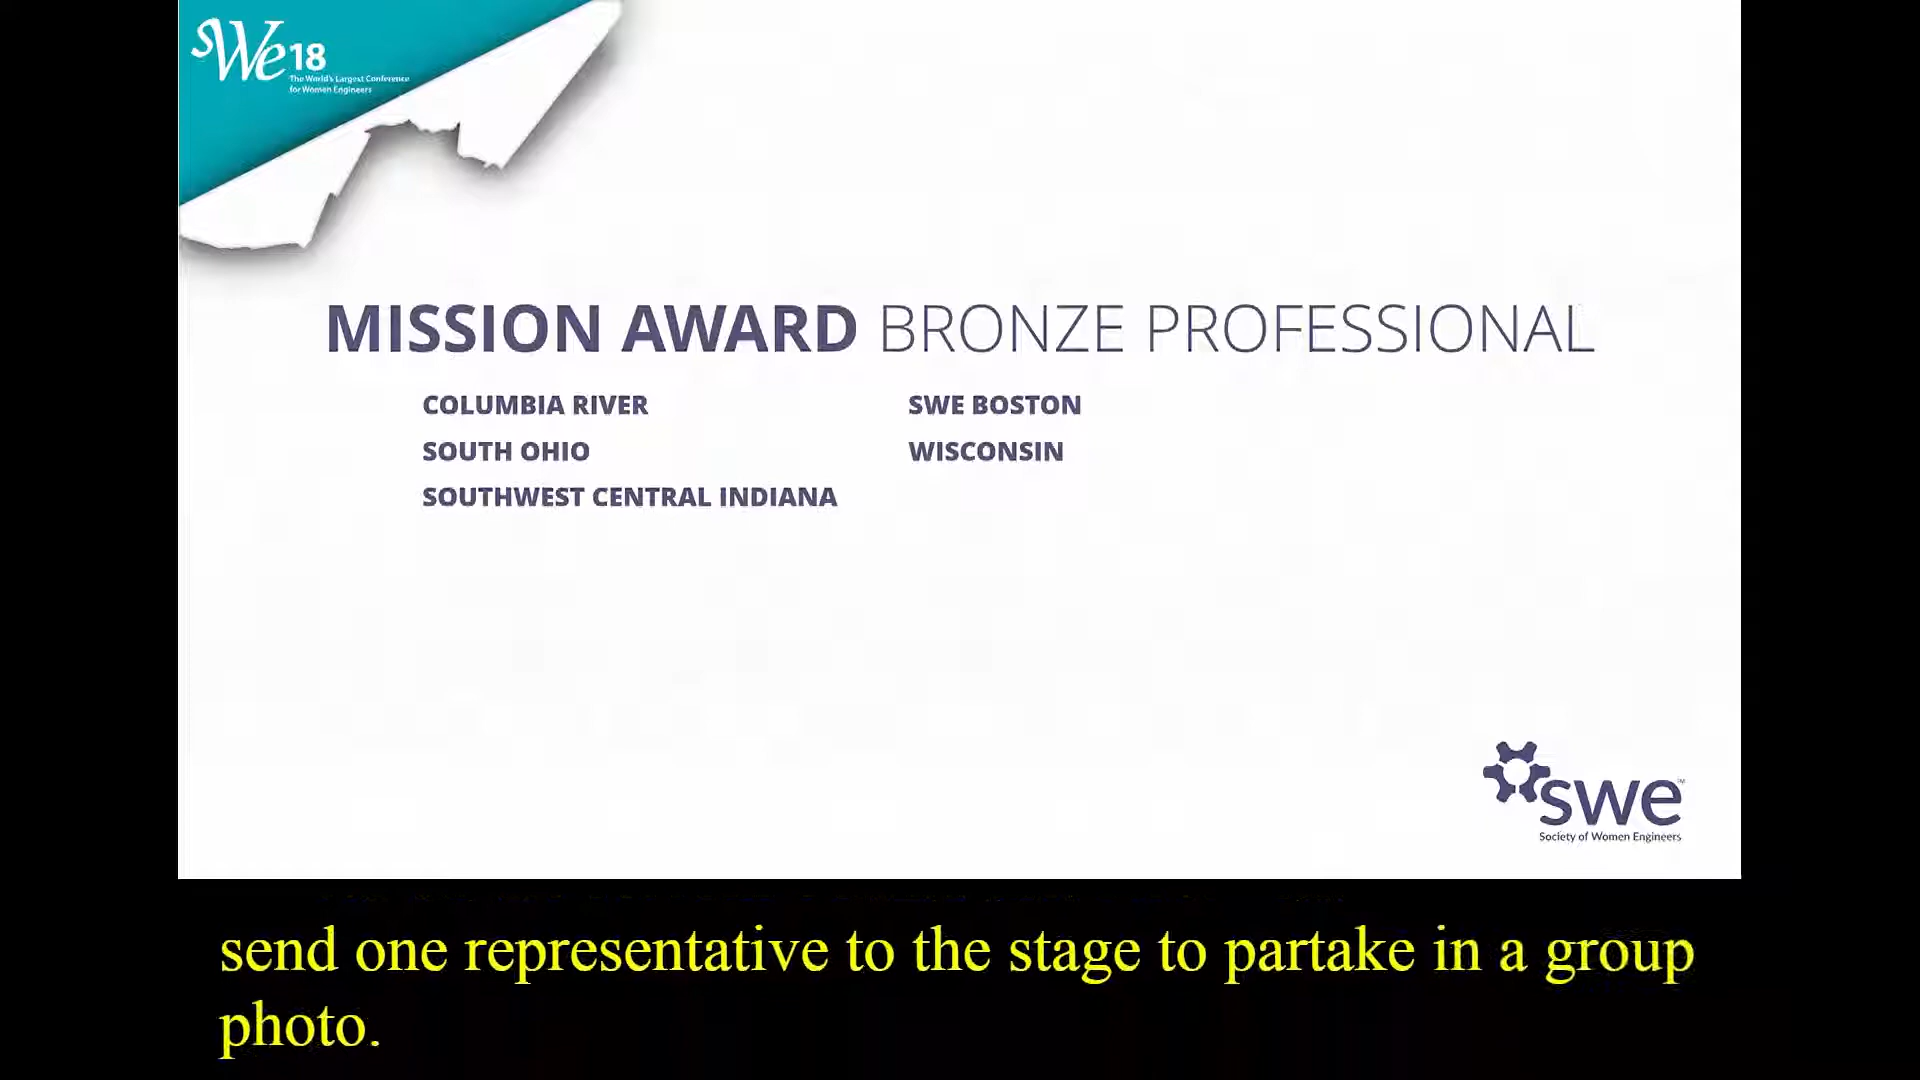 swe18
The World's Largest Conference
for Women Engineers
MISSION AWARD BRONZE PROFESSIONAL
COLUMBIA RIVER
SOUTH OHIO
SOUTHWEST CENTRAL INDIANA
SWE BOSTON
WISCONSIN
swe™
Society of Women Engineers
send one representative to the stage to partake in a group
photo.